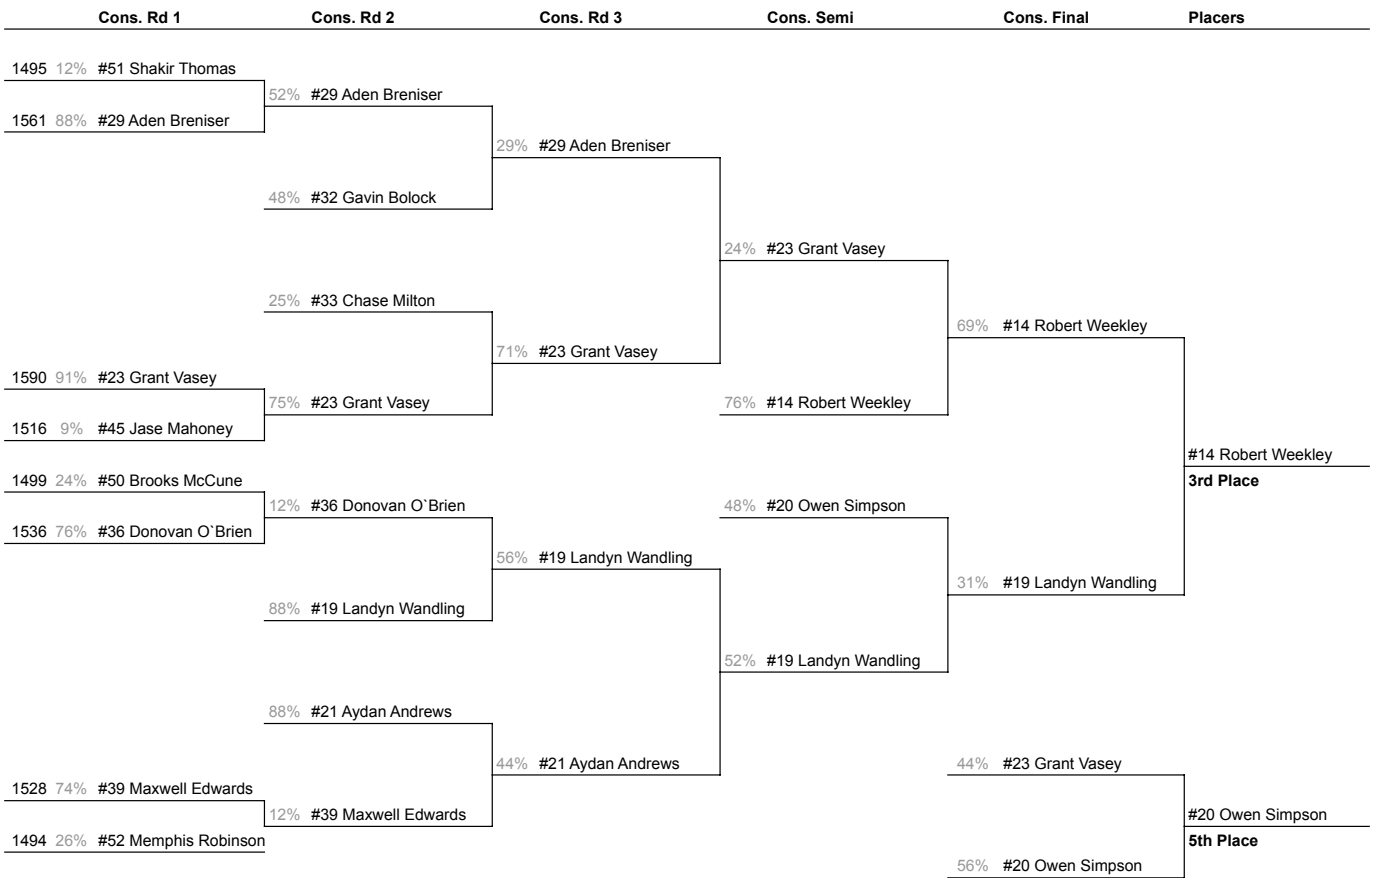 Cons. Rd 1 Cons. Rd 2 Cons. Rd 3 Cons. Semi Cons. Final Placers
1495 12% #51 Shakir Thomas
52% #29 Aden Breniser
1561 88% #29 Aden Breniser
29% #29 Aden Breniser
48% #32 Gavin Bolock
24% #23 Grant Vasey
25% #33 Chase Milton
69% #14 Robert Weekley
71% #23 Grant Vasey
1590 91% #23 Grant Vasey
75% #23 Grant Vasey 76% #14 Robert Weekley
1516 9% #45 Jase Mahoney
#14 Robert Weekley
1499 24% #50 Brooks McCune 3rd Place
12% #36 Donovan O`Brien 48% #20 Owen Simpson
1536 76% #36 Donovan O`Brien
56% #19 Landyn Wandling
31% #19 Landyn Wandling
88% #19 Landyn Wandling
52% #19 Landyn Wandling
88% #21 Aydan Andrews
44% #21 Aydan Andrews 44% #23 Grant Vasey
1528 74% #39 Maxwell Edwards
12% #39 Maxwell Edwards #20 Owen Simpson
1494 26% #52 Memphis Robinson 5th Place
56% #20 Owen Simpson